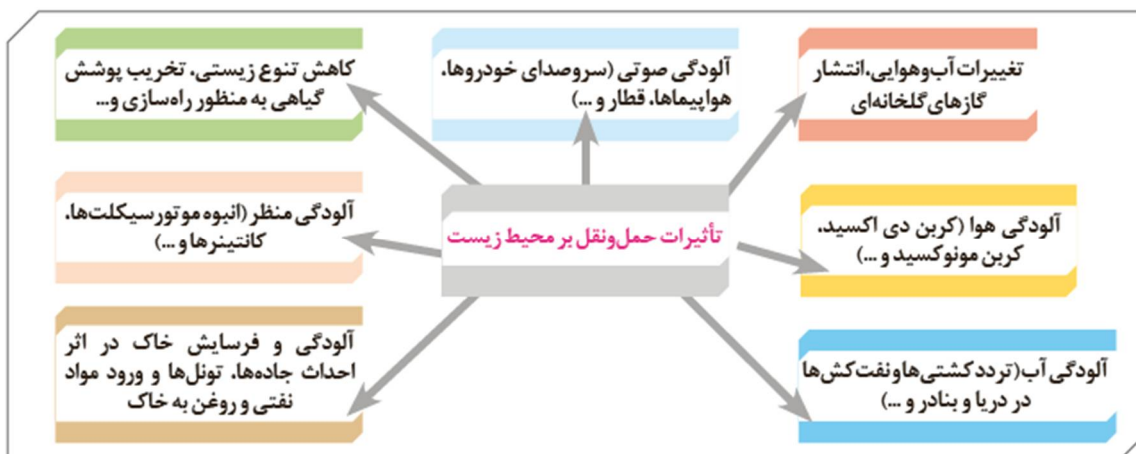 تغییرات آب‌وهوایی، انتشار
گازهای گلخانه‌ای
آلودگی صوتی (سروصدای خودروها،
هواپیماها، قطار و ...)
کاهش تنوع زیستی، تخریب پوشش
گیاهی به منظور راه‌سازی و...
تأثیرات حمل‌ونقل بر محیط زیست
آلودگی هوا (کربن دی اکسید،
کربن مونوکسید و ...)
آلودگی منظر (انبوه موتورسیکلت‌ها،
کانتینرها و ...)
آلودگی آب (تردد کشتی‌ها و نفت‌کش‌ها
در دریا و بنادر و ...)
آلودگی و فرسایش خاک در اثر
احداث جاده‌ها، تونل‌ها و ورود مواد
نفتی و روغن به خاک